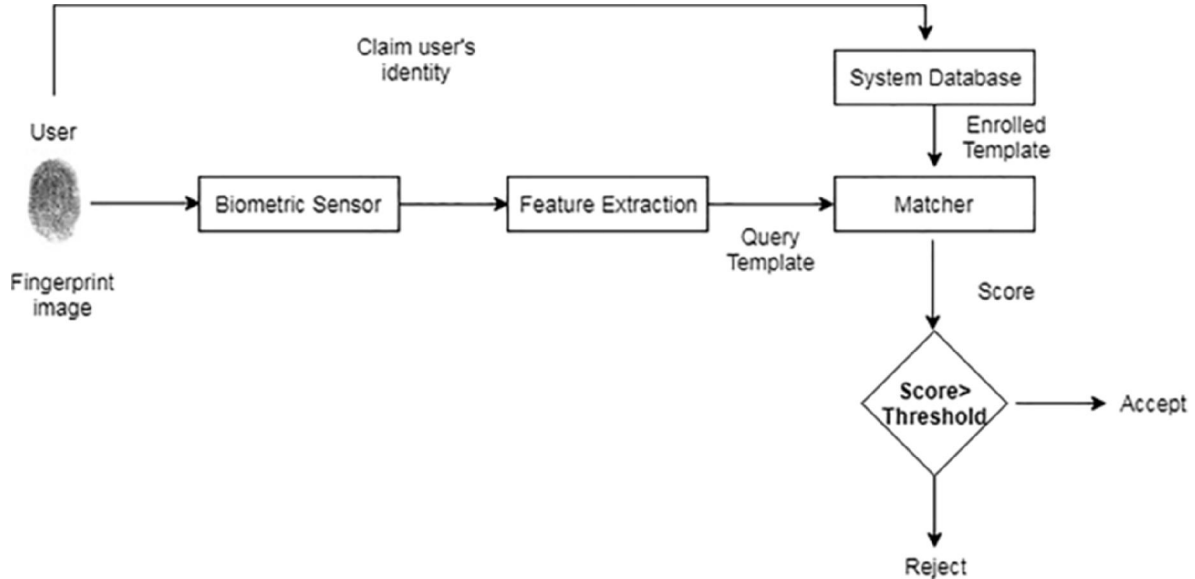 Claim user's
identity
System Database
Enrolled
Template
User
Biometric Sensor
Feature Extraction
Matcher
Query
Template
Fingerprint
image
Score
Score>
Threshold
Accept
Reject